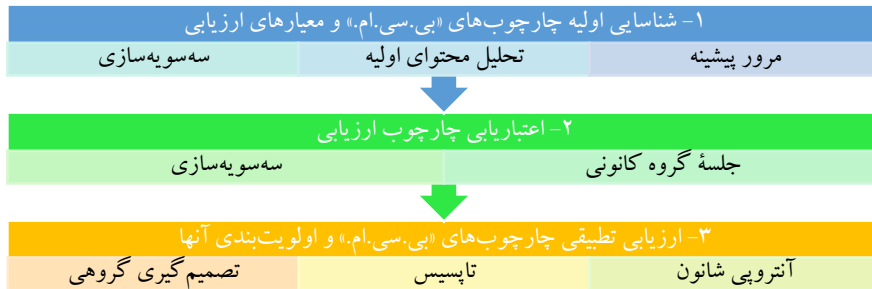 ۱- شناسایی اولیه چارچوب‌های «بی.سی.ام.» و معیارهای ارزیابی
مرور پیشینه
تحلیل محتوای اولیه
سه‌سویه‌سازی
۲- اعتباریابی چارچوب ارزیابی
جلسهٔ گروه کانونی
سه‌سویه‌سازی
۳- ارزیابی تطبیقی چارچوب‌های «بی.سی.ام.» و اولویت‌بندی آنها
آنتروپی شانون
تاپسیس
تصمیم‌گیری گروهی